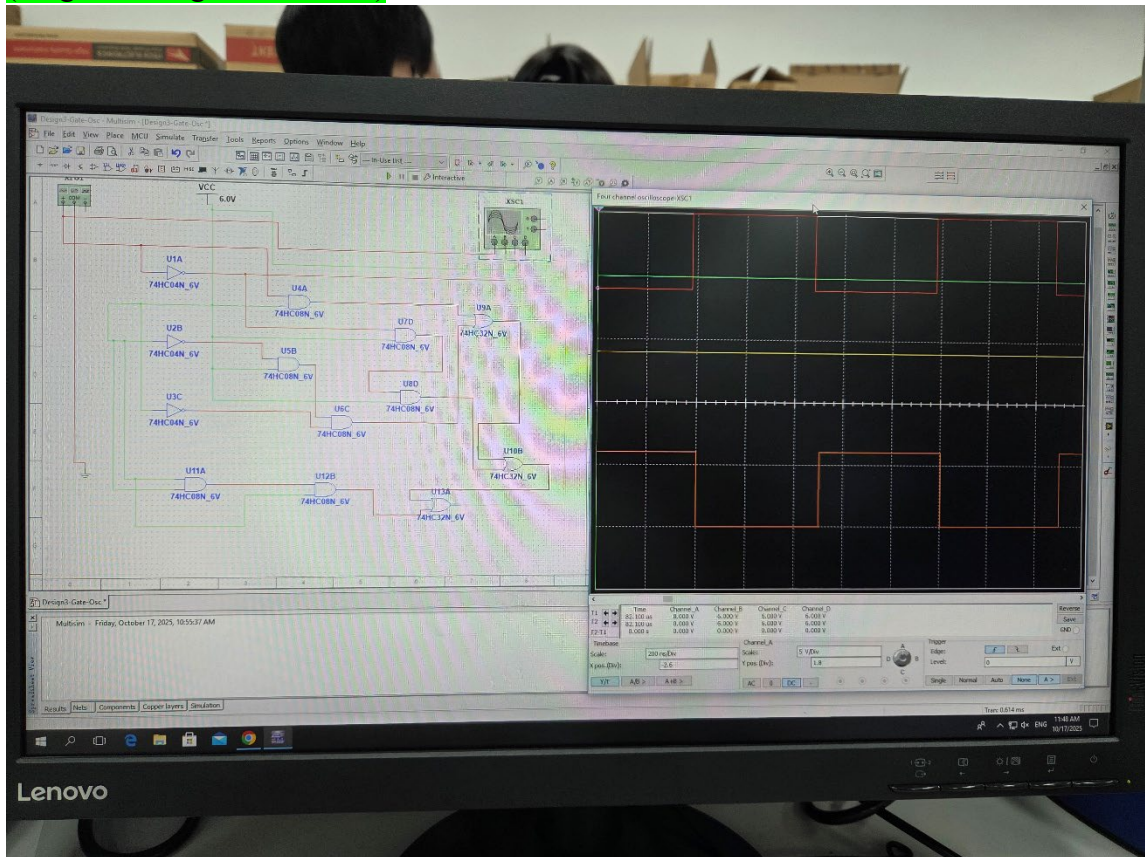 Design3-Gate-Osc - Multisim - [Design3-Gate-Osc *]
File Edit View Place MCU Simulate Transfer Tools Reports Options Window Help
Interactive
VCC
6.0V
XSC1
U1A
74HC04N_6V
U4A
74HC08N_6V
U9A
74HC32N_6V
U7D
74HC08N_6V
U2B
74HC04N_6V
U5B
74HC08N_6V
U8D
74HC08N_6V
U3C
74HC04N_6V
U6C
74HC08N_6V
U10B
74HC32N_6V
U11A
74HC08N_6V
U12B
74HC08N_6V
U13A
74HC32N_6V
Four channel oscilloscope-XSC1
Time Channel_A Channel_B Channel_C Channel_D
T1
T2
T2-T1
Reverse
Save
GND
Timebase
Scale: 200 ns/Div
X pos.(Div): -2.6
Y/T A/B > A+B >
Channel_A
Scale: 5 V/Div
Y pos.(Div): 1.8
AC 0 DC -
A
B
C
D
Trigger
Edge: Ext
Level: 0 V
Single Normal Auto None A >
Design3-Gate-Osc *
Multisim - Friday, October 17, 2025, 10:55:37 AM
Spreadsheet View
Results Nets Components Copper layers Simulation
Tran: 0.614 ms
ENG
11:48 AM
10/17/2025
Lenovo